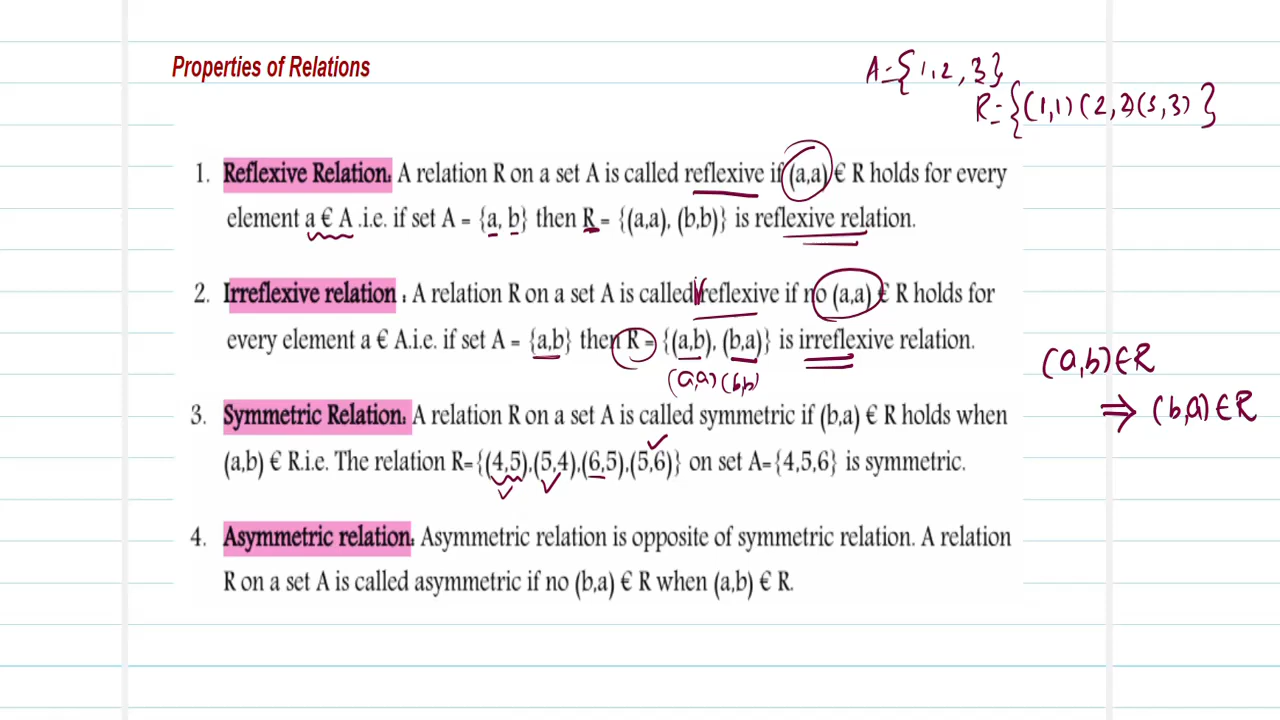 Properties of Relations
A = {1, 2, 3}
R = {(1,1) (2,2) (3,3) }
1. Reflexive Relation: A relation R on a set A is called reflexive if (a,a) € R holds for every
element a € A .i.e. if set A = {a, b} then R = {(a,a), (b,b)} is reflexive relation.
2. Irreflexive relation : A relation R on a set A is called reflexive if no (a,a) € R holds for
every element a € A.i.e. if set A = {a,b} then R = {(a,b), (b,a)} is irreflexive relation.
(a,a) (b,b)
(a,b) ∈ R
⇒ (b,a) ∈ R
3. Symmetric Relation: A relation R on a set A is called symmetric if (b,a) € R holds when
(a,b) € R.i.e. The relation R={(4,5),(5,4),(6,5),(5,6)} on set A={4,5,6} is symmetric.
4. Asymmetric relation: Asymmetric relation is opposite of symmetric relation. A relation
R on a set A is called asymmetric if no (b,a) € R when (a,b) € R.